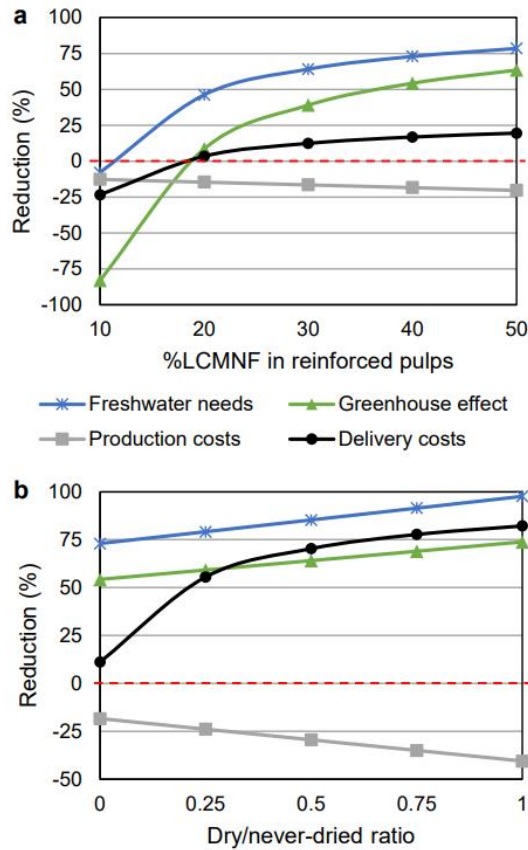 a
Reduction (%)
100
75
50
25
0
-25
-50
-75
-100
10 20 30 40 50
%LCMNF in reinforced pulps
Freshwater needs Greenhouse effect
Production costs Delivery costs
b
Reduction (%)
100
75
50
25
0
-25
-50
0 0.25 0.5 0.75 1
Dry/never-dried ratio